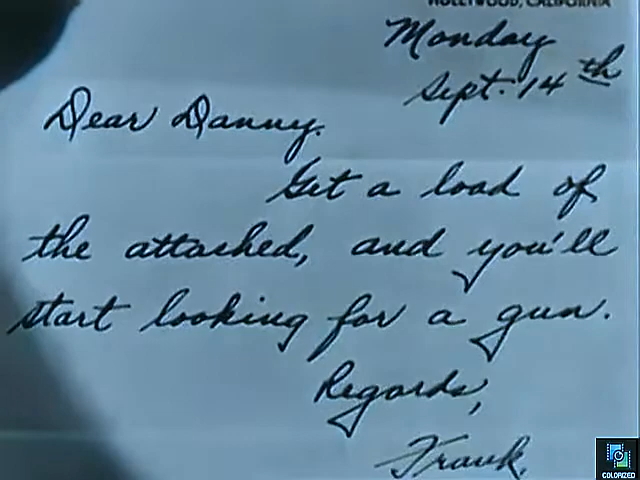 HOLLYWOOD, CALIFORNIA
Monday
Sept. 14th
Dear Danny.
Get a load of
the attached, and you'll
start looking for a gun.
Regards,
Frank.
COLORIZED